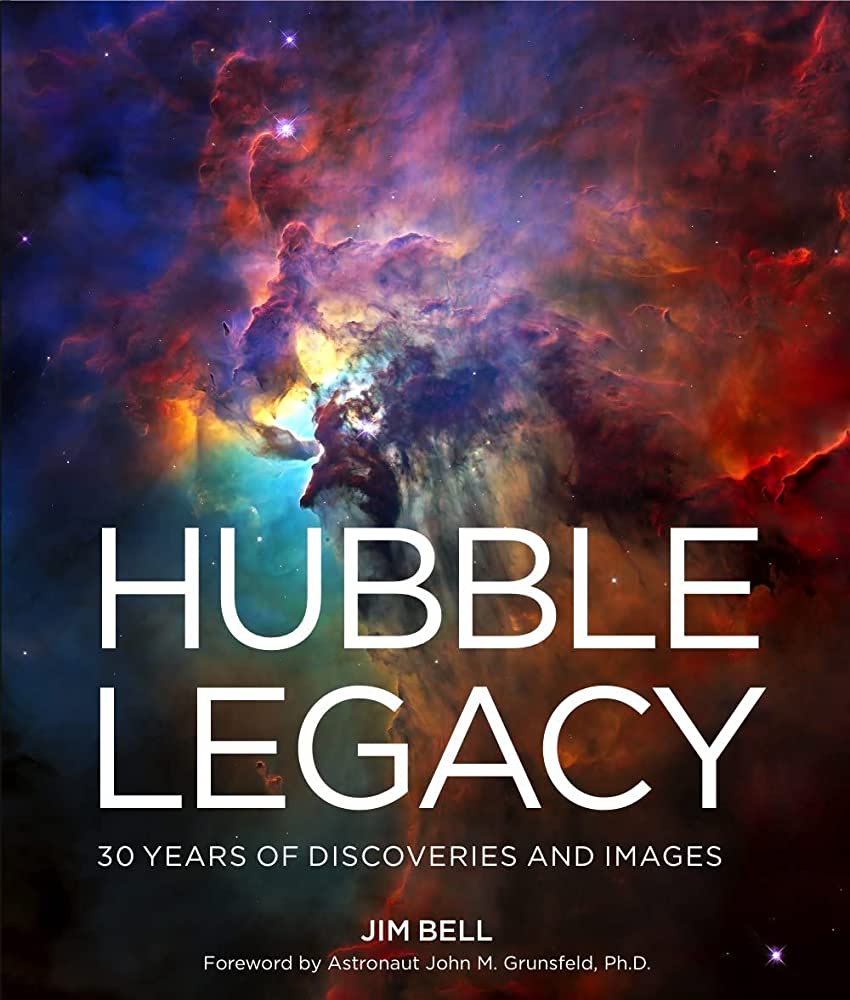 HUBBLE
LEGACY
30 YEARS OF DISCOVERIES AND IMAGES
JIM BELL
Foreword by Astronaut John M. Grunsfeld, Ph.D.